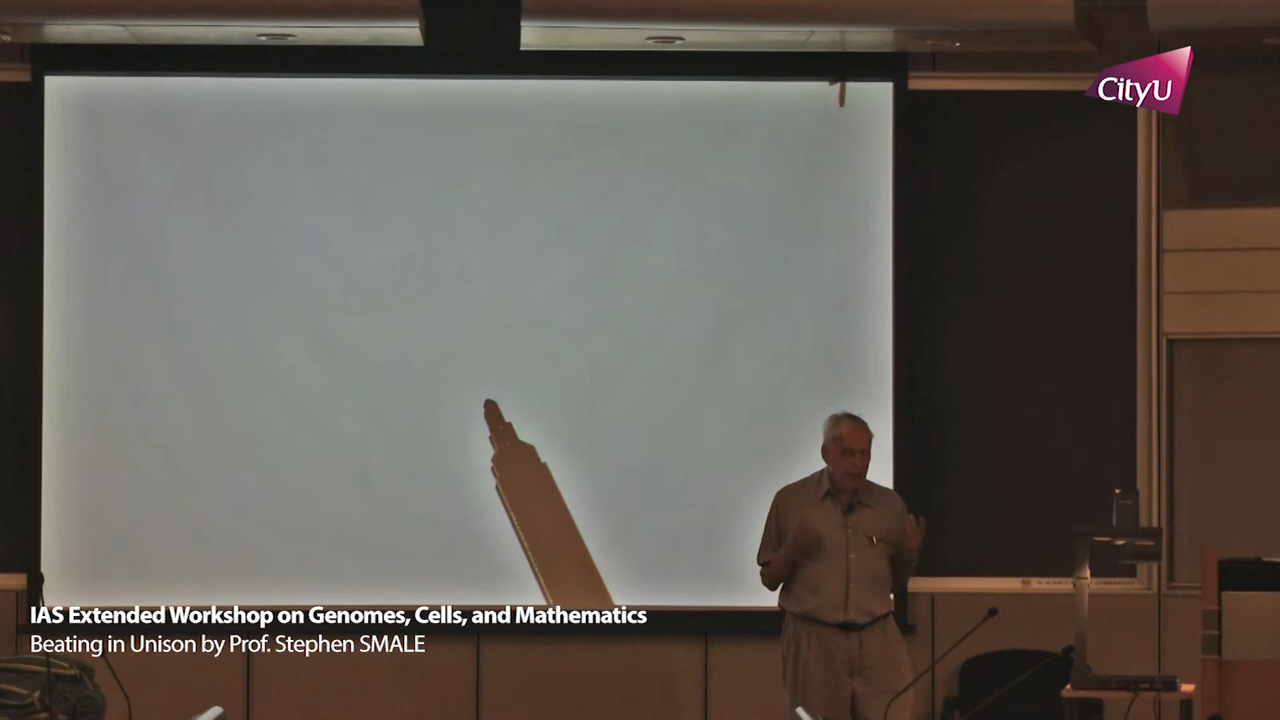 CityU
IAS Extended Workshop on Genomes, Cells, and Mathematics
Beating in Unison by Prof. Stephen SMALE